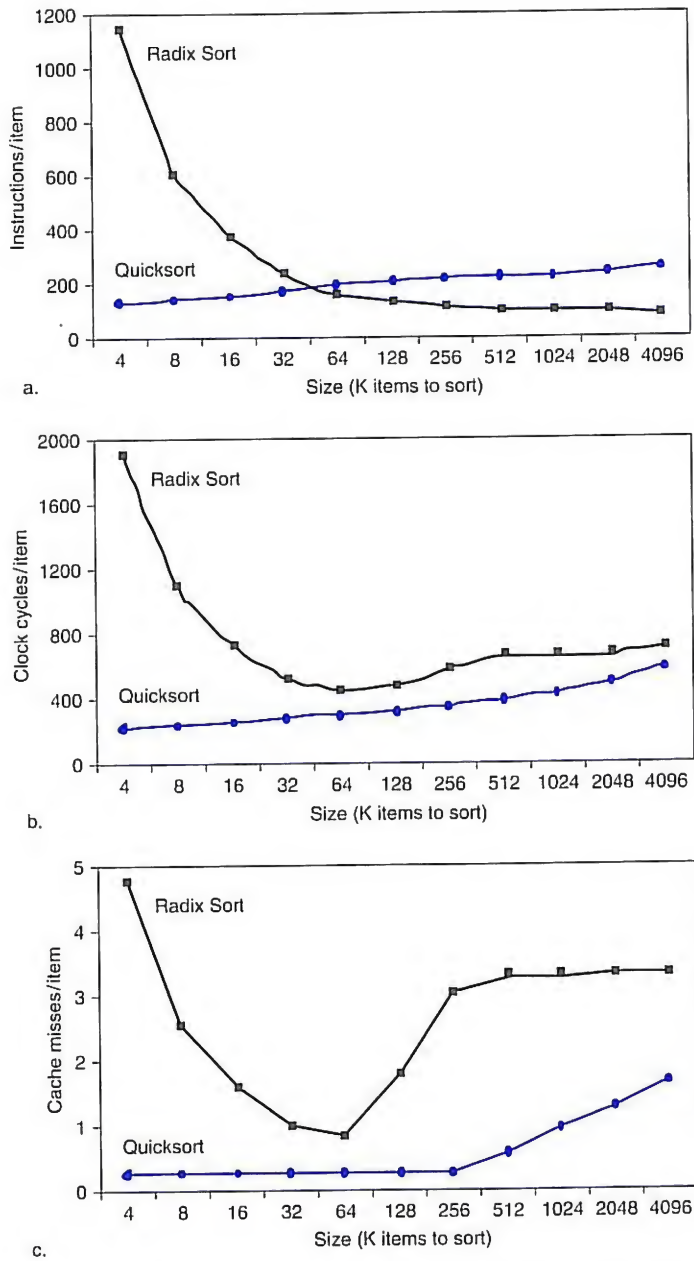 1200
1000
800
600
400
200
0
Instructions/item
Radix Sort
Quicksort
4 8 16 32 64 128 256 512 1024 2048 4096
Size (K items to sort)
a.
2000
1600
1200
800
400
0
Clock cycles/item
Radix Sort
Quicksort
4 8 16 32 64 128 256 512 1024 2048 4096
Size (K items to sort)
b.
5
4
3
2
1
0
Cache misses/item
Radix Sort
Quicksort
4 8 16 32 64 128 256 512 1024 2048 4096
Size (K items to sort)
c.